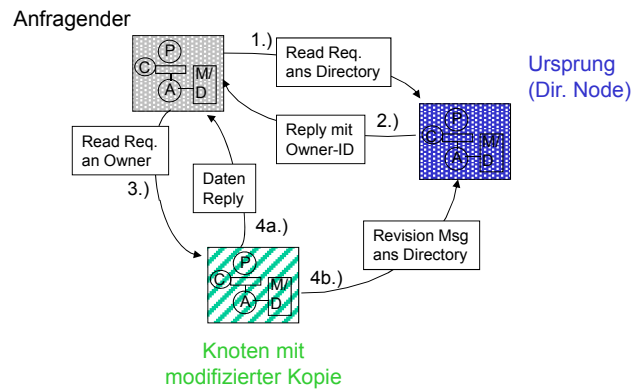 Anfragender
1.)
Read Req.
ans Directory
Ursprung
(Dir. Node)
P
C
A
M/
D
Read Req.
an Owner
Reply mit
Owner-ID
2.)
P
C
A
M/
D
3.)
Daten
Reply
4a.)
Revision Msg
ans Directory
4b.)
P
C
A
M/
D
Knoten mit
modifizierter Kopie